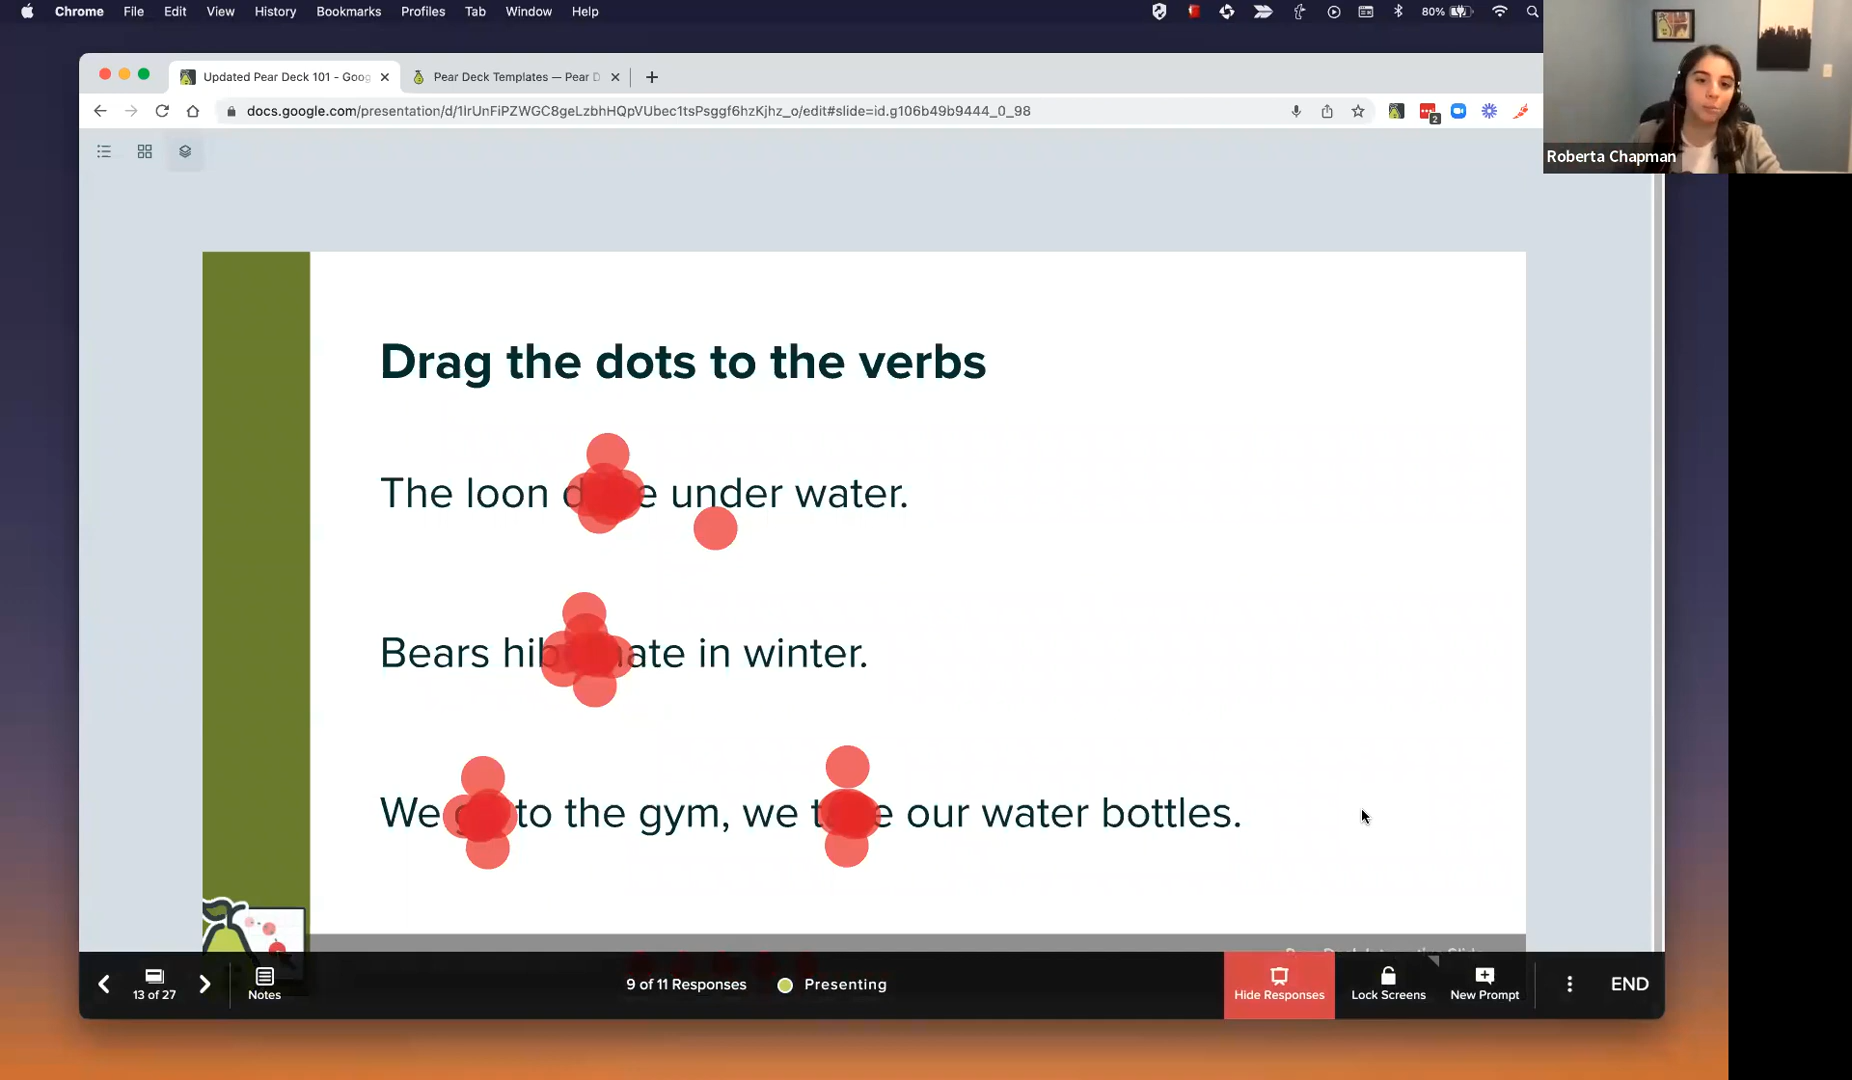 Chrome File Edit View History Bookmarks Profiles Tab Window Help 80%
Updated Pear Deck 101 - Goog
Pear Deck Templates — Pear D
docs.google.com/presentation/d/1IrUnFiPZWGC8geLzbhHQpVUbec1tsPsggf6hzKjhz_o/edit#slide=id.g106b49b9444_0_98
2
Roberta Chapman
Drag the dots to the verbs
The loon under water.
Bears in winter.
We to the gym, we our water bottles.
13 of 27
Notes
9 of 11 Responses
Presenting
Hide Responses
Lock Screens
New Prompt
END